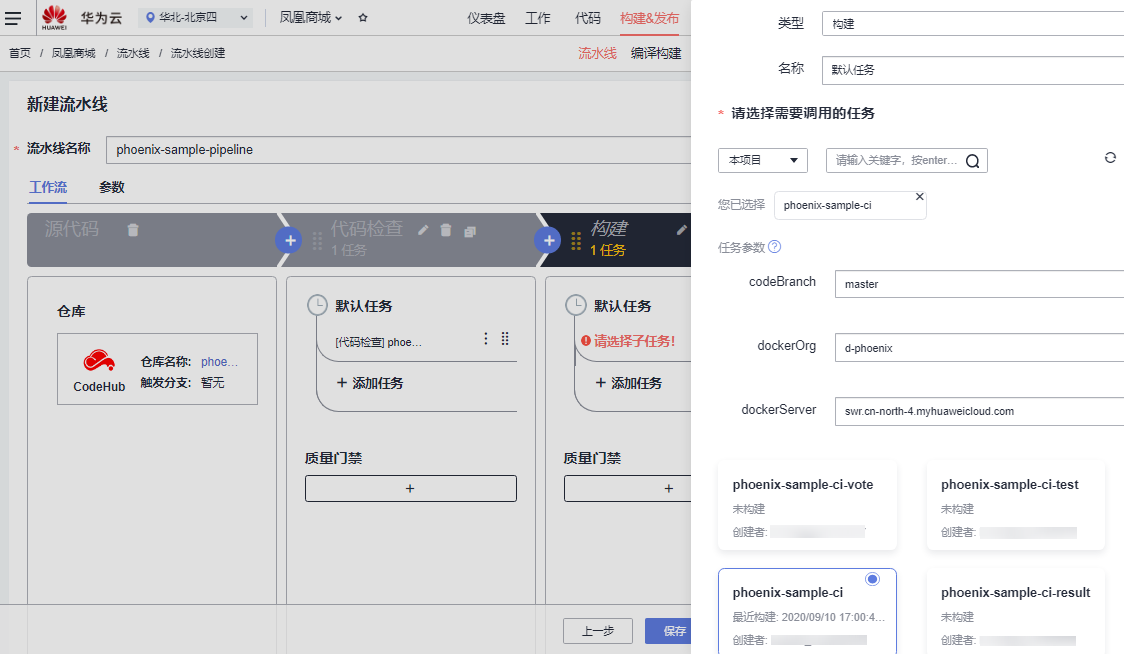 HUAWEI
华为云
华北-北京四
凤凰商城
仪表盘
工作
代码
构建&发布
首页 / 凤凰商城 / 流水线 / 流水线创建
流水线
编译构建
新建流水线
* 流水线名称
phoenix-sample-pipeline
工作流
参数
源代码
代码检查
1 任务
构建
1 任务
仓库
CodeHub
仓库名称: phoe...
触发分支: 暂无
默认任务
[代码检查] phoe...
+ 添加任务
质量门禁
+
默认任务
请选择子任务!
+ 添加任务
质量门禁
+
上一步
保存
类型
构建
名称
默认任务
* 请选择需要调用的任务
本项目
请输入关键字，按enter...
您已选择
phoenix-sample-ci
任务参数
codeBranch
master
dockerOrg
d-phoenix
dockerServer
swr.cn-north-4.myhuaweicloud.com
phoenix-sample-ci-vote
未构建
创建者:
phoenix-sample-ci-test
未构建
创建者:
phoenix-sample-ci
最近构建: 2020/09/10 17:00:4...
创建者:
phoenix-sample-ci-result
未构建
创建者: